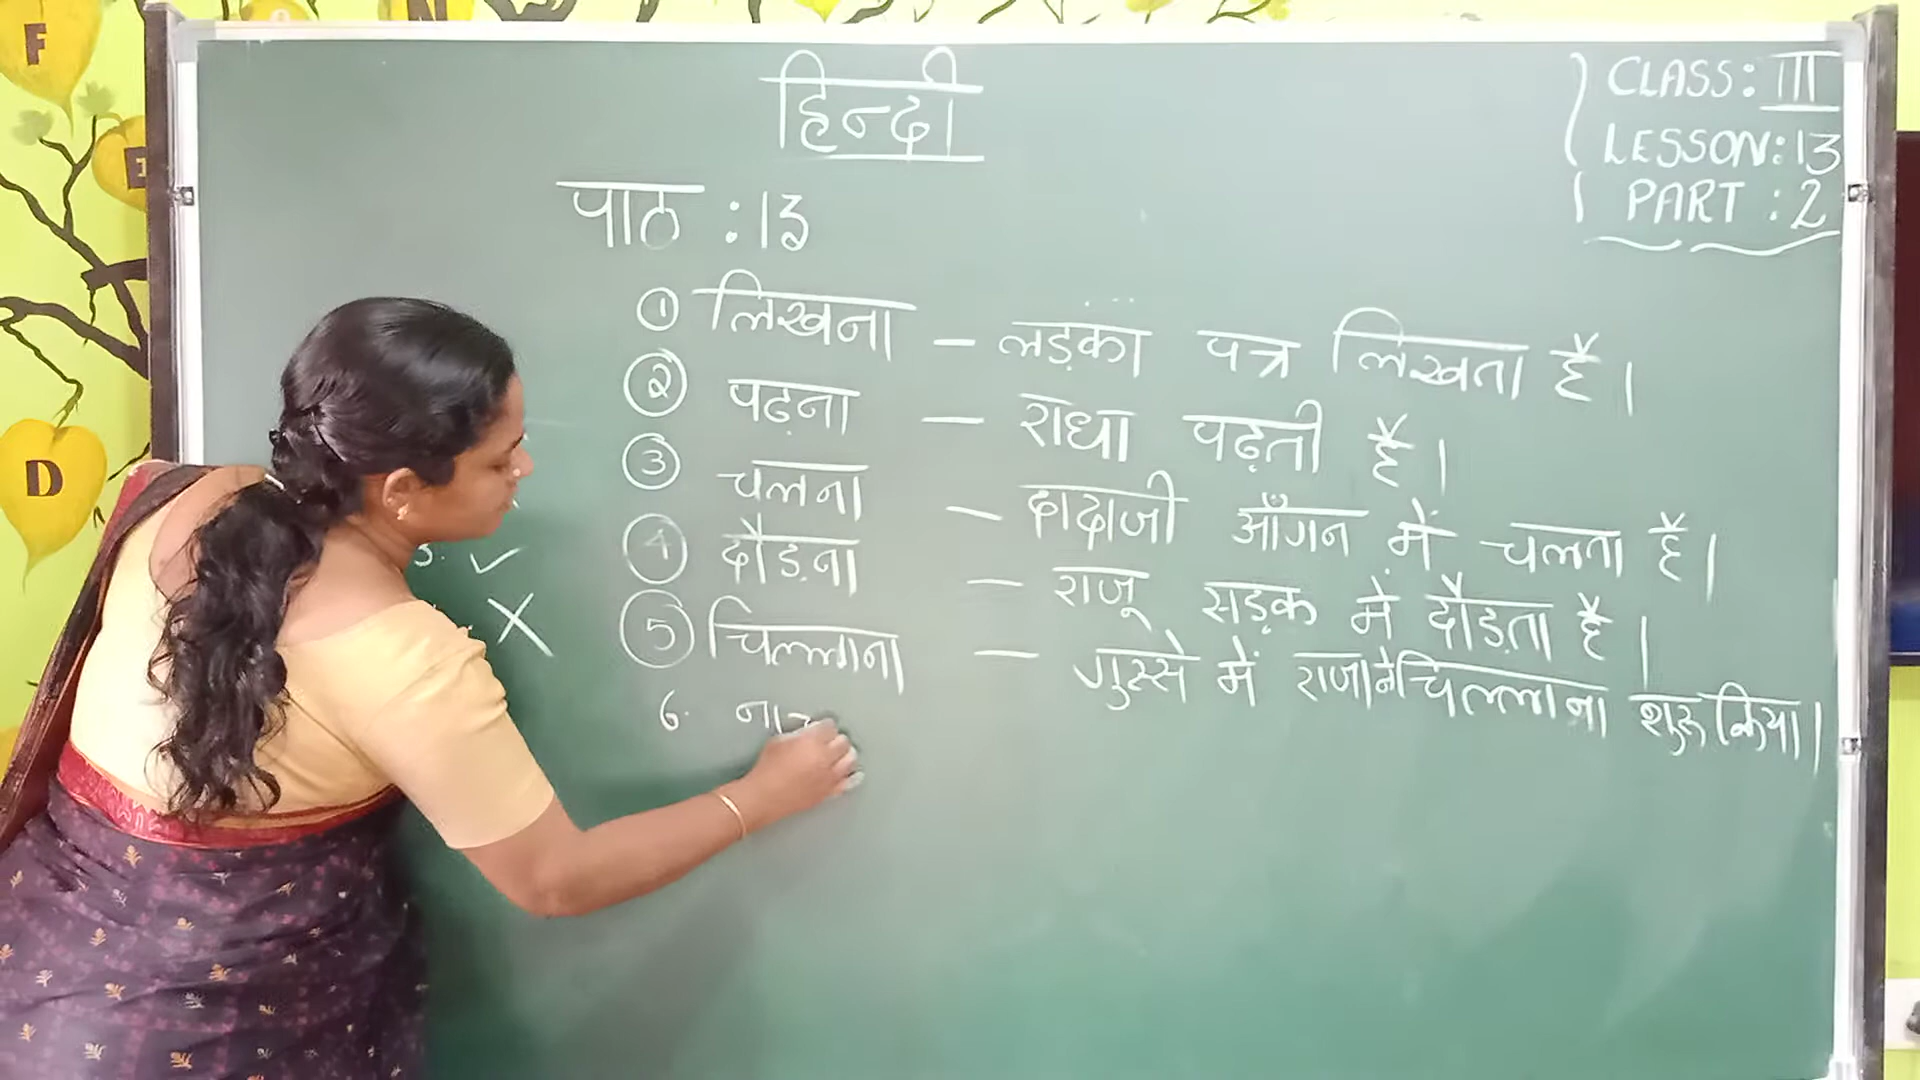 हिन्दी
CLASS: III
LESSON: 13
PART : 2
पाठ : 13
① लिखना – लड़का पत्र लिखता है।
② पढ़ना – राधा पढ़ती है।
③ चलना – दादाजी आँगन में चलता है।
④ दौड़ना – राजू सड़क में दौड़ता है।
⑤ चिल्लाना – गुस्से में राजा ने चिल्लाना शुरू किया।
6. ना
✓
X
F
E
D